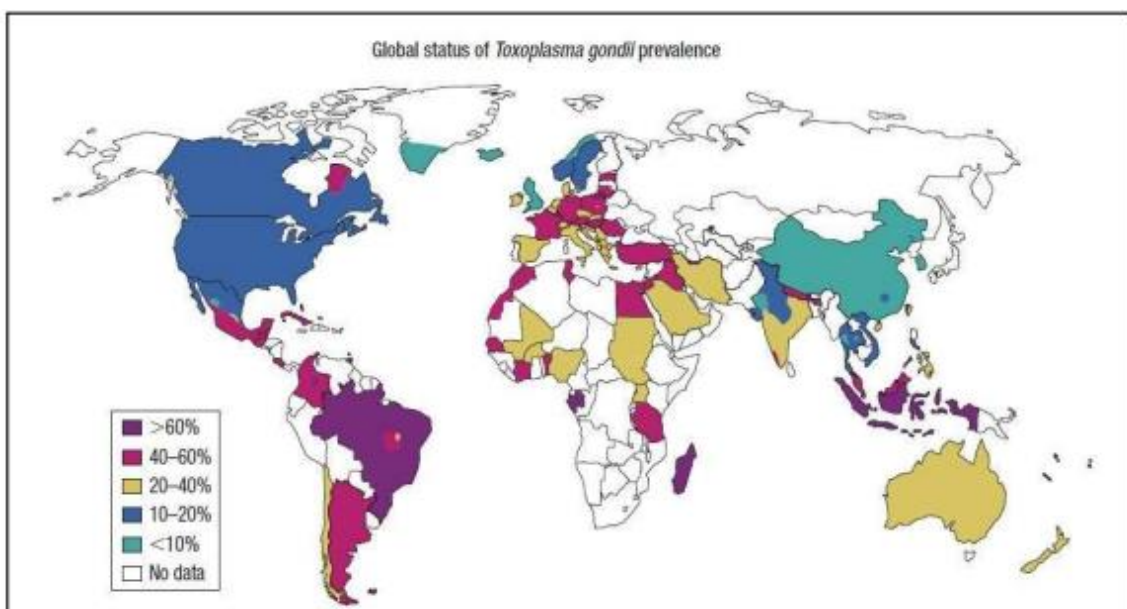 Global status of Toxoplasma gondii prevalence
>60%
40–60%
20–40%
10–20%
<10%
No data